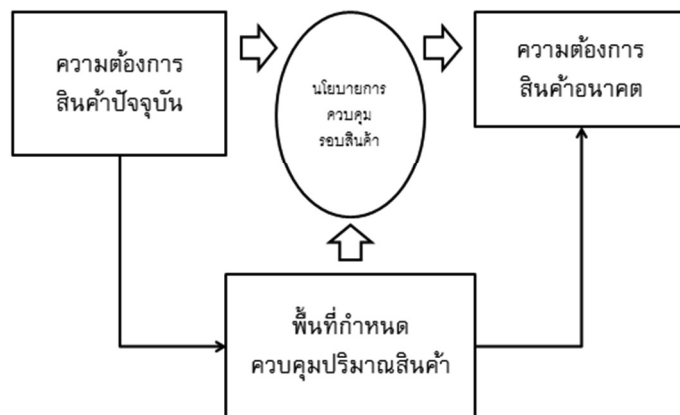 ความต้องการ
สินค้าปัจจุบัน
นโยบายการ
ควบคุม
รอบสินค้า
ความต้องการ
สินค้าอนาคต
พื้นที่กำหนด
ควบคุมปริมาณสินค้า